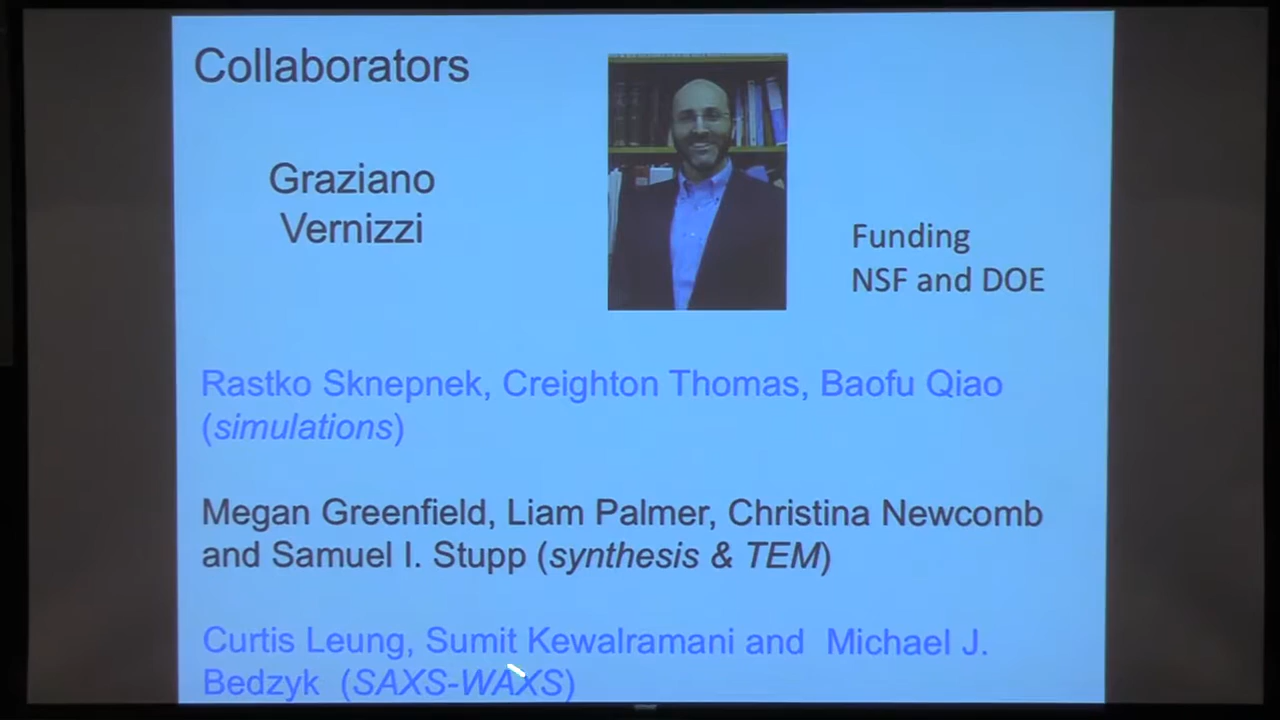 Collaborators
Graziano
Vernizzi
Funding
NSF and DOE
Rastko Sknepnek, Creighton Thomas, Baofu Qiao
(simulations)
Megan Greenfield, Liam Palmer, Christina Newcomb
and Samuel I. Stupp (synthesis & TEM)
Curtis Leung, Sumit Kewalramani and  Michael J.
Bedzyk  (SAXS-WAXS)